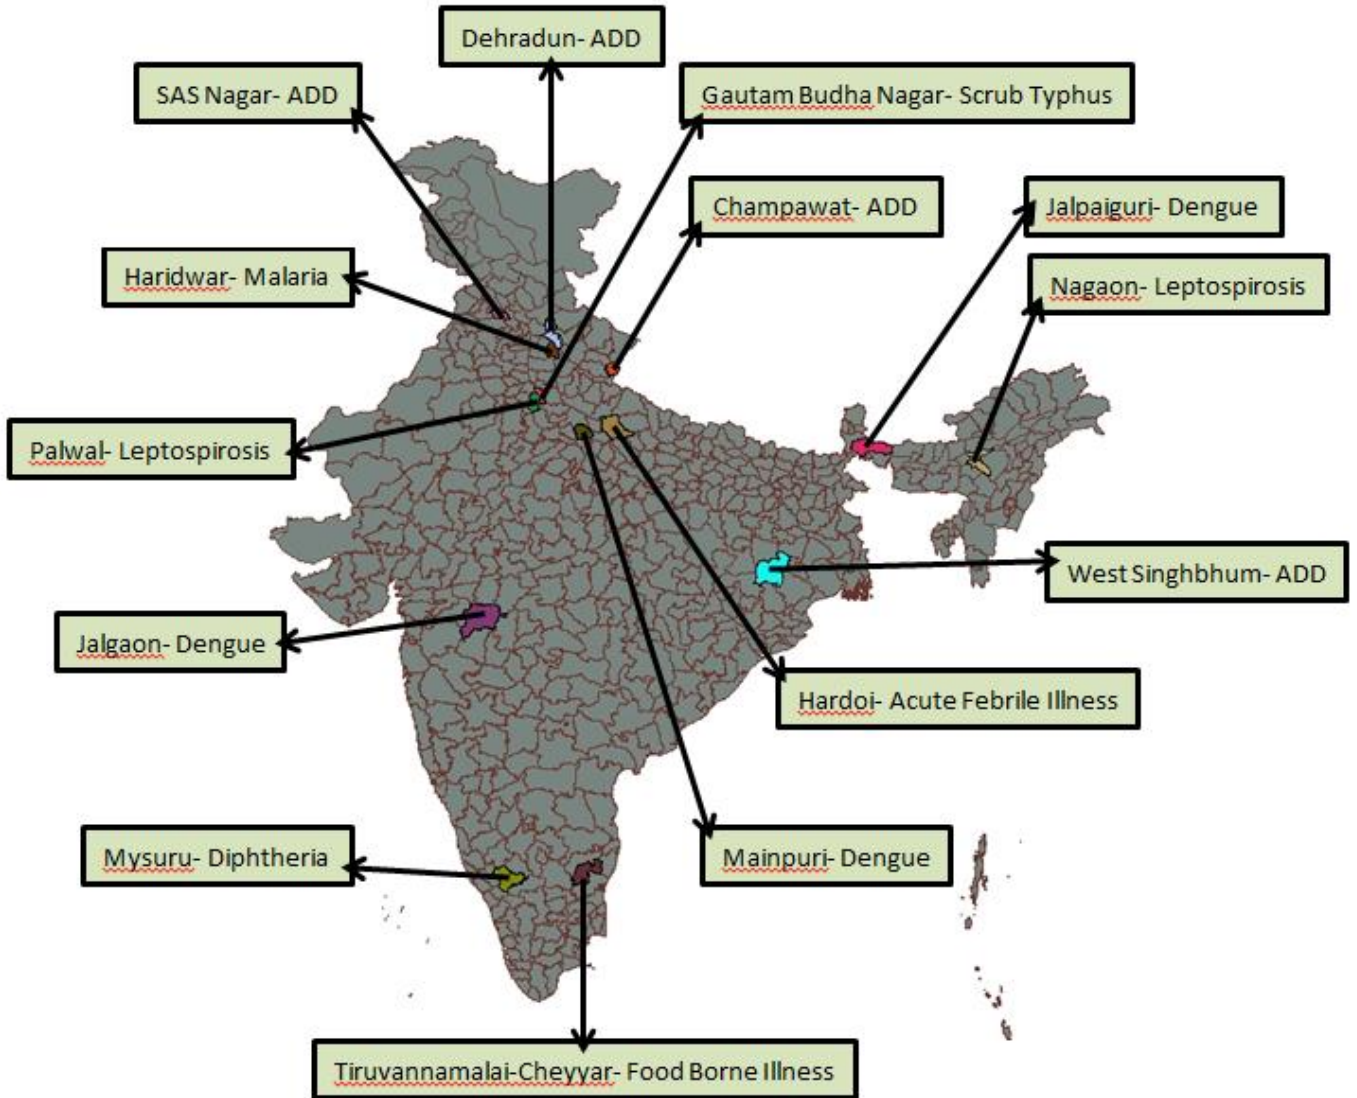 Dehradun- ADD
SAS Nagar- ADD
Gautam Budha Nagar- Scrub Typhus
Champawat- ADD
Jalpaiguri- Dengue
Haridwar- Malaria
Nagaon- Leptospirosis
Palwal- Leptospirosis
West Singhbhum- ADD
Jalgaon- Dengue
Hardoi- Acute Febrile Illness
Mysuru- Diphtheria
Mainpuri- Dengue
Tiruvannamalai-Cheyyar- Food Borne Illness